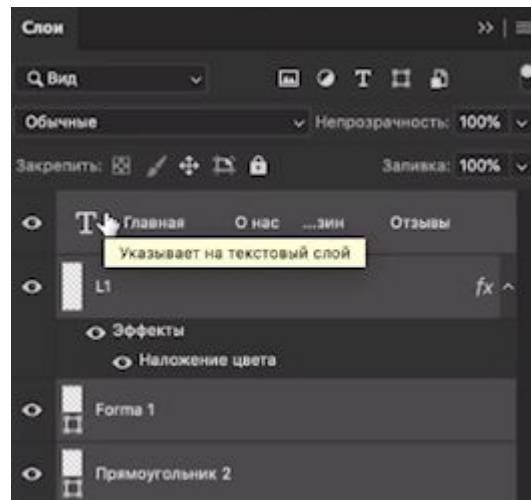 Слои
Вид
Обычные Непрозрачность: 100%
Закрепить: Заливка: 100%
Главная О нас ...зин Отзывы
Указывает на текстовый слой
L1 fx
Эффекты
Наложение цвета
Forma 1
Прямоугольник 2